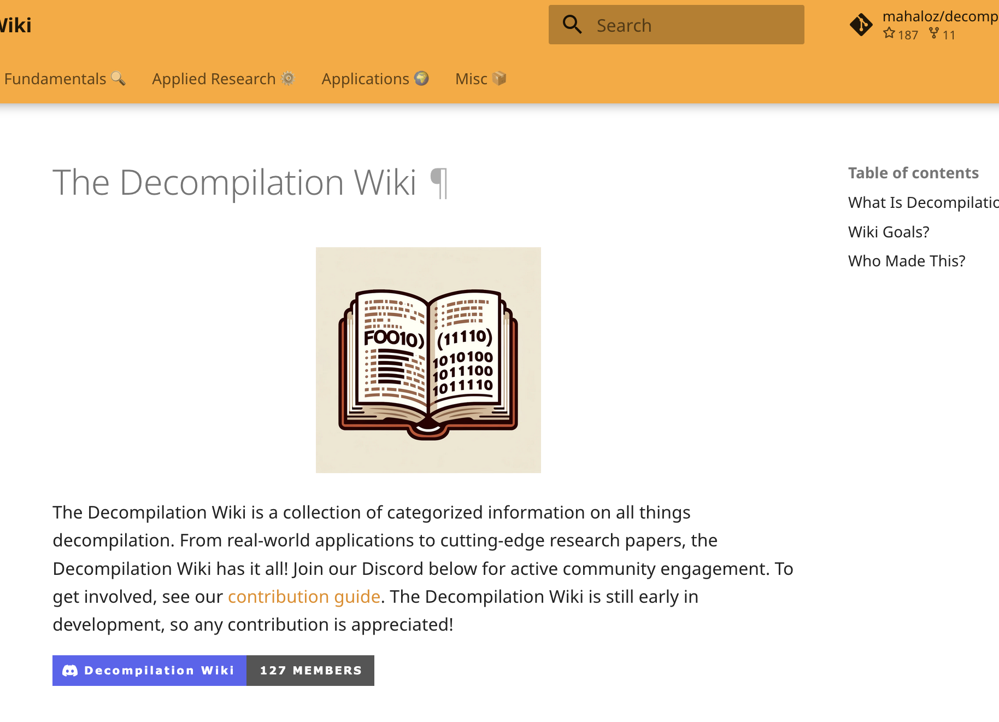 Wiki
Search
mahaloz/decomp
187 11
Fundamentals Applied Research Applications Misc
The Decompilation Wiki ¶
Table of contents
What Is Decompilatio
Wiki Goals?
Who Made This?
FOO10) (11110)
1010100
1011100
1011110
The Decompilation Wiki is a collection of categorized information on all things
decompilation. From real-world applications to cutting-edge research papers, the
Decompilation Wiki has it all! Join our Discord below for active community engagement. To
get involved, see our contribution guide. The Decompilation Wiki is still early in
development, so any contribution is appreciated!
Decompilation Wiki 127 MEMBERS